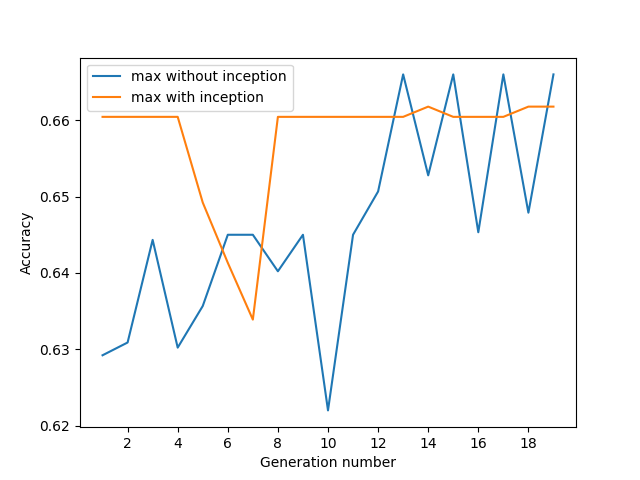 max without inception
max with inception
0.66
0.65
0.64
0.63
0.62
Accuracy
2 4 6 8 10 12 14 16 18
Generation number